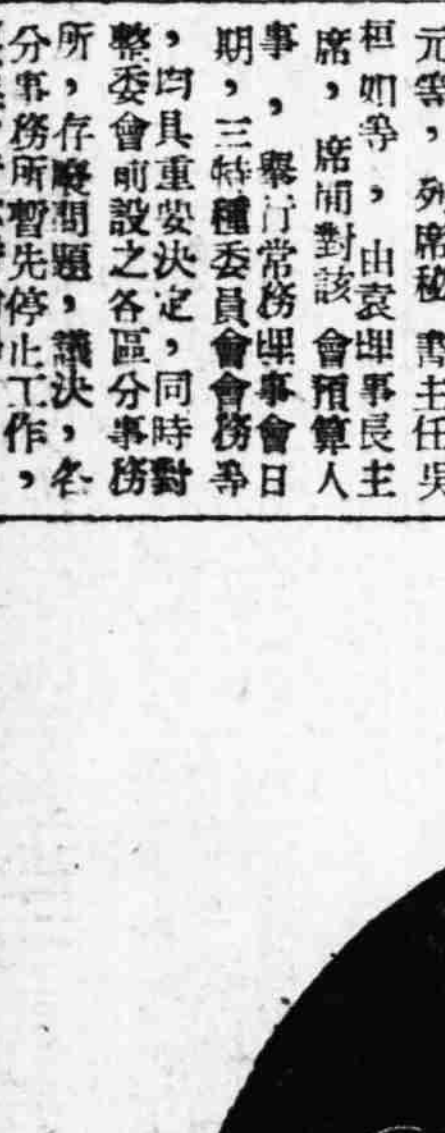 元等，列席秘書主任吳
桓如等，由袁理事長主
席，席間對該會預算人
事，舉行常務理事會日
期，三特種委員會會務等
，均具重要決定，同時對
整委會前設之各區分事務
所，存廢問題，議決，各
分事務所暫先停止工作，